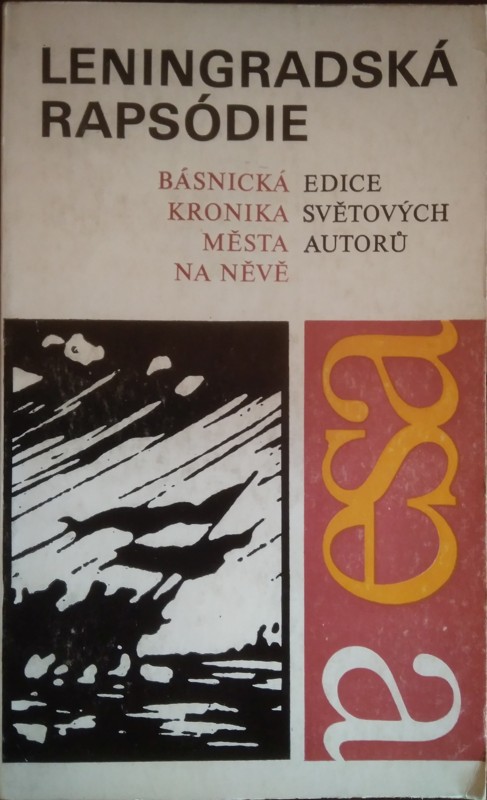 LENINGRADSKÁ
RAPSÓDIE
BÁSNICKÁ
KRONIKA
MĚSTA
NA NĚVĚ
EDICE
SVĚTOVÝCH
AUTORŮ
esa
a